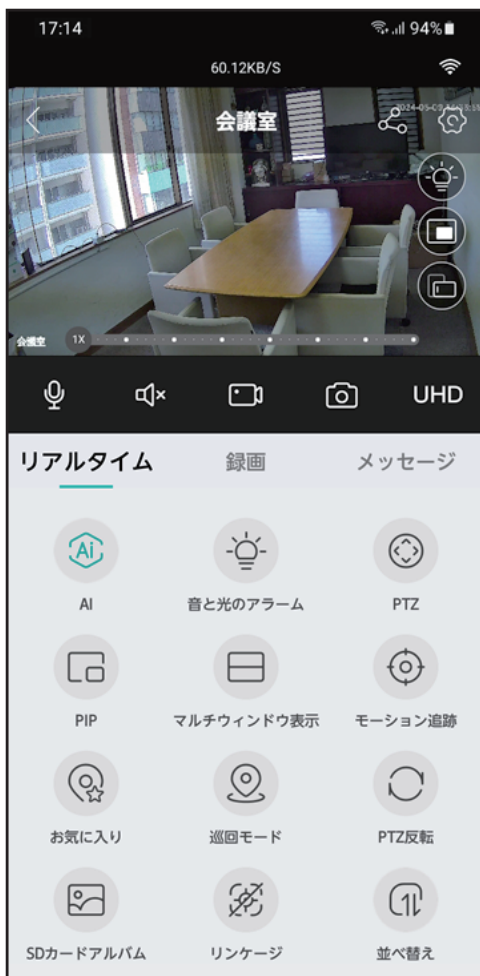 17:14
94%
60.12KB/S
会議室
会議室
1X
UHD
リアルタイム 録画 メッセージ
Ai
AI 音と光のアラーム PTZ
PIP マルチウィンドウ表示 モーション追跡
お気に入り 巡回モード PTZ反転
SDカードアルバム リンケージ 並べ替え